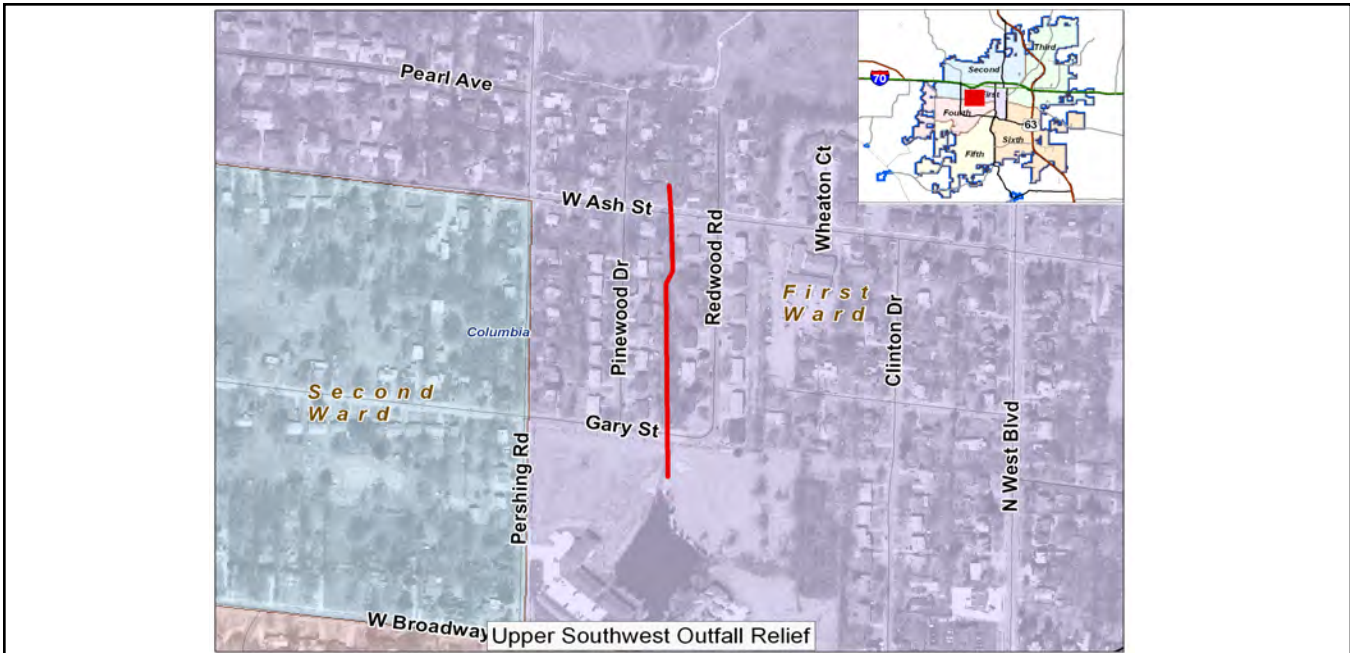 Pearl Ave
W Ash St
Wheaton Ct
Redwood Rd
Pinewood Dr
First
Ward
Clinton Dr
Columbia
Second
Ward
Gary St
Pershing Rd
N West Blvd
W Broadway
Upper Southwest Outfall Relief
Third
Second
70
First
Fourth
63
Sixth
Fifth